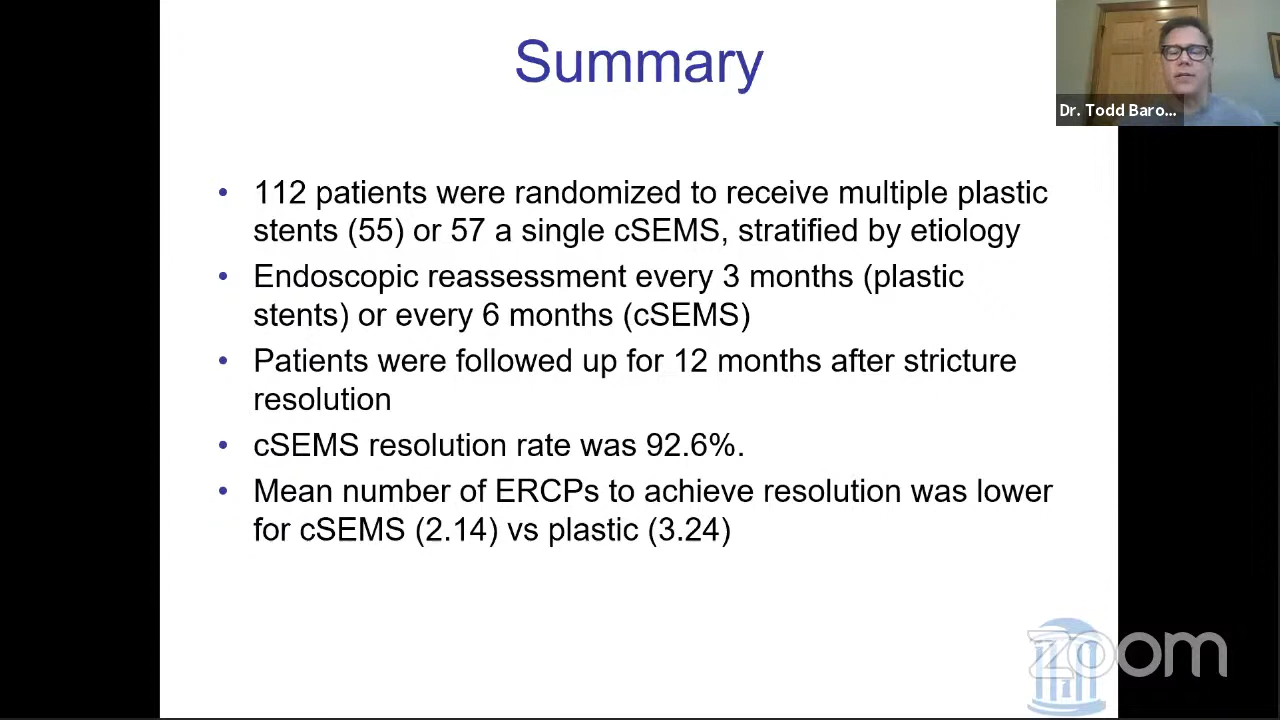 Summary
Dr. Todd Baro...
• 112 patients were randomized to receive multiple plastic
stents (55) or 57 a single cSEMS, stratified by etiology
• Endoscopic reassessment every 3 months (plastic
stents) or every 6 months (cSEMS)
• Patients were followed up for 12 months after stricture
resolution
• cSEMS resolution rate was 92.6%.
• Mean number of ERCPs to achieve resolution was lower
for cSEMS (2.14) vs plastic (3.24)
zoom